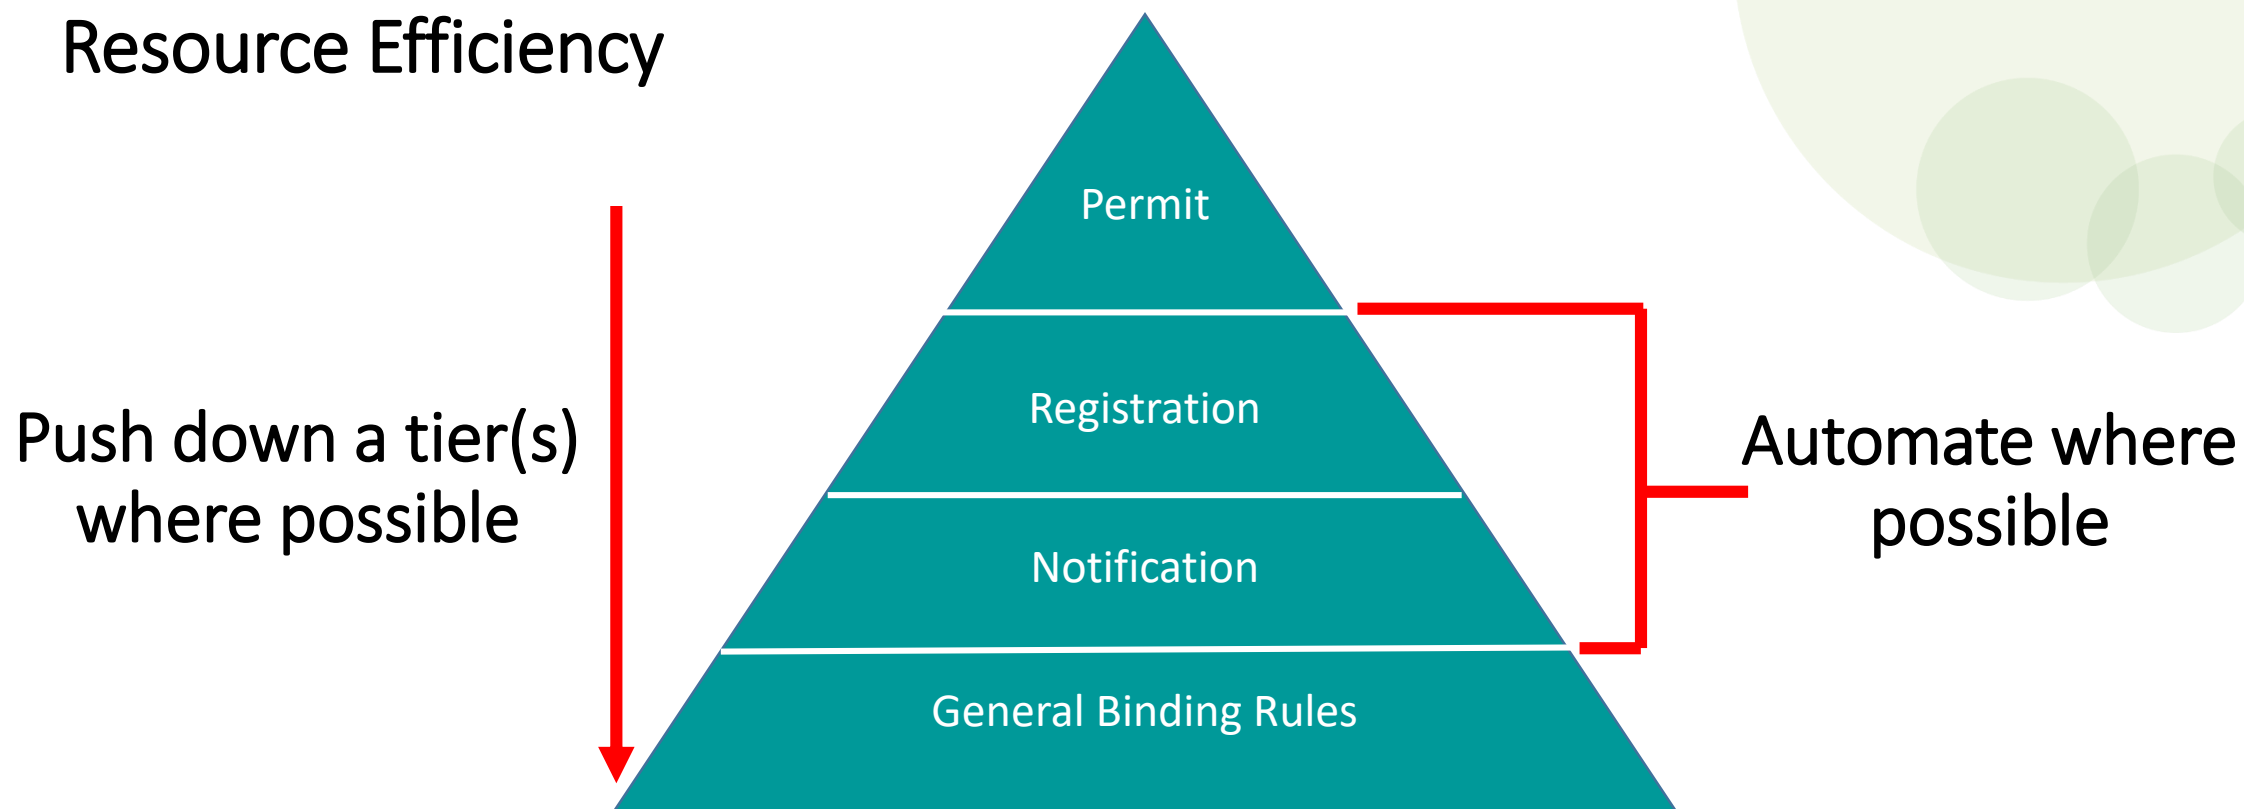 Resource Efficiency
Permit
Registration
Push down a tier(s)
where possible
Automate where
possible
Notification
General Binding Rules